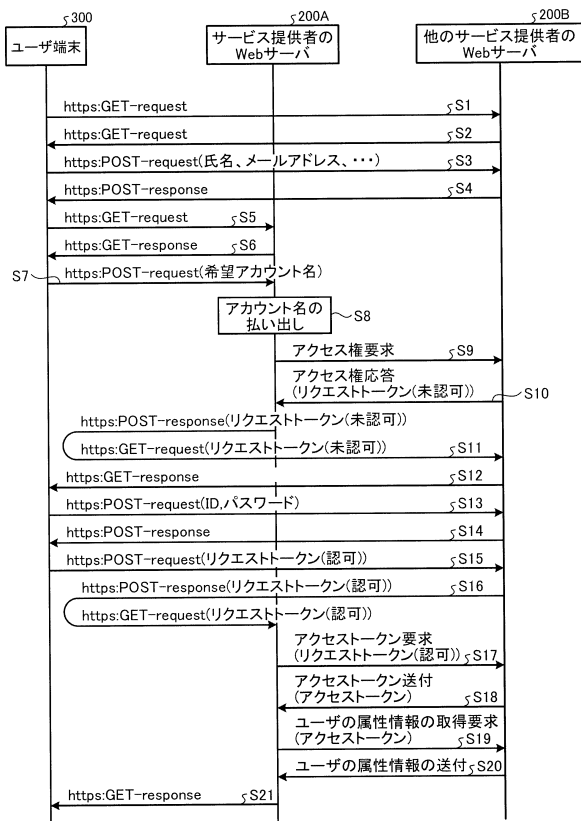 300
200A
200B
ユーザ端末
サービス提供者の
Webサーバ
他のサービス提供者の
Webサーバ
https:GET-request
S1
https:GET-request
S2
https:POST-request(氏名、メールアドレス、・・・)
S3
https:POST-response
S4
https:GET-request
S5
https:GET-response
S6
S7
https:POST-request(希望アカウント名)
アカウント名の
払い出し
S8
アクセス権要求
S9
アクセス権応答
(リクエストトークン(未認可))
S10
https:POST-response(リクエストトークン(未認可))
https:GET-request(リクエストトークン(未認可))
S11
https:GET-response
S12
https:POST-request(ID,パスワード)
S13
https:POST-response
S14
https:POST-request(リクエストトークン(認可))
S15
https:POST-response(リクエストトークン(認可))
S16
https:GET-request(リクエストトークン(認可))
アクセストークン要求
(リクエストトークン(認可))
S17
アクセストークン送付
(アクセストークン)
S18
ユーザの属性情報の取得要求
(アクセストークン)
S19
ユーザの属性情報の送付
S20
https:GET-response
S21